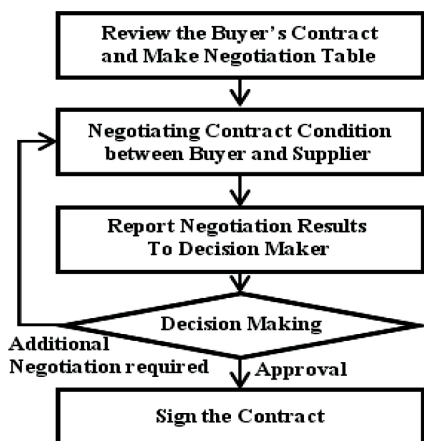 Review the Buyer's Contract
and Make Negotiation Table
Negotiating Contract Condition
between Buyer and Supplier
Report Negotiation Results
To Decision Maker
Decision Making
Additional
Negotiation required
Approval
Sign the Contract